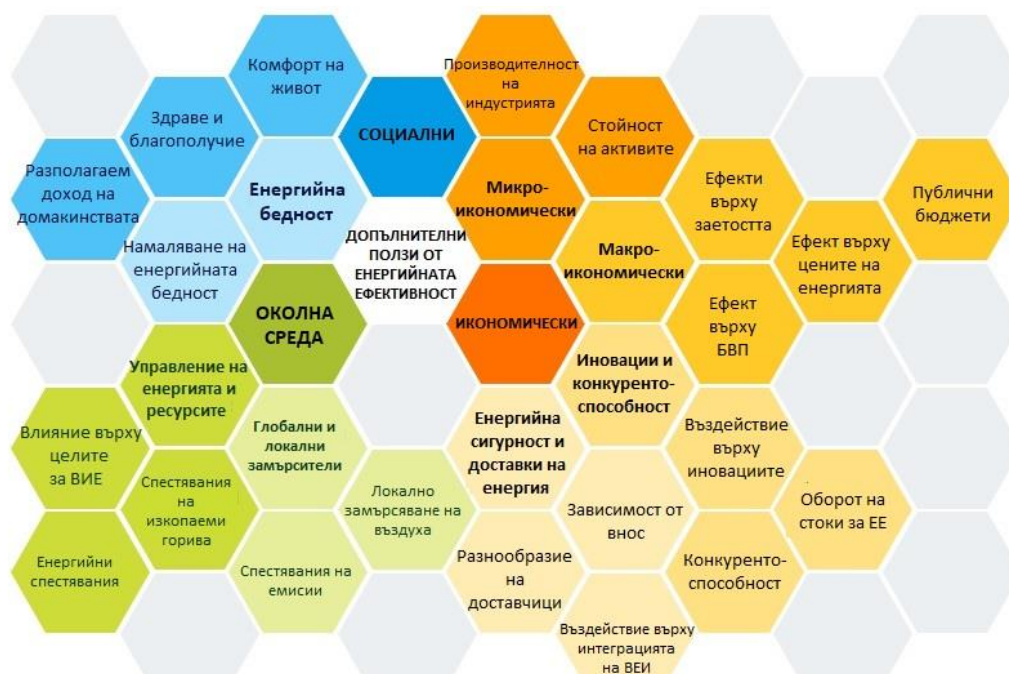 Комфорт на
живот
Производителност
на
индустрията
Здраве и
благополучие
СОЦИАЛНИ
Стойност
на активите
Разполагаем
доход на
домакинствата
Енергийна
бедност
Микро-
икономически
Ефекти
върху
заетостта
Публични
бюджети
Намаляване на
енергийната
бедност
ДОПЪЛНИТЕЛНИ
ПОЛЗИ ОТ
ЕНЕРГИЙНАТА
ЕФЕКТИВНОСТ
Макро-
икономически
Ефект върху
цените на
енергията
ОКОЛНА
СРЕДА
ИКОНОМИЧЕСКИ
Ефект
върху
БВП
Управление на
енергията и
ресурсите
Иновации и
конкуренто-
способност
Влияние върху
целите
за ВИЕ
Глобални и
локални
замърсители
Енергийна
сигурност и
доставки на
енергия
Въздействие
върху
иновациите
Спестявания
на
изкопаеми
горива
Локално
замърсяване на
въздуха
Зависимост от
внос
Оборот на
стоки за ЕЕ
Енергийни
спестявания
Спестявания на
емисии
Разнообразие
на
доставчици
Конкуренто-
способност
Въздействие върху
интеграцията
на ВЕИ